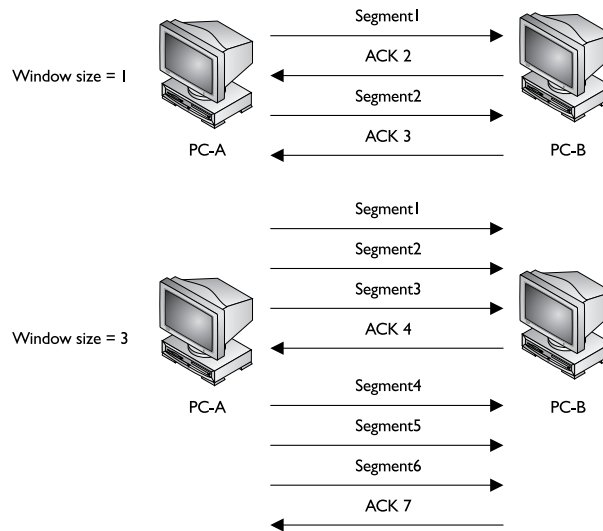 Segment1
ACK 2
Window size = 1
Segment2
ACK 3
PC-A
PC-B
Segment1
Segment2
Segment3
ACK 4
Window size = 3
Segment4
PC-A
PC-B
Segment5
Segment6
ACK 7